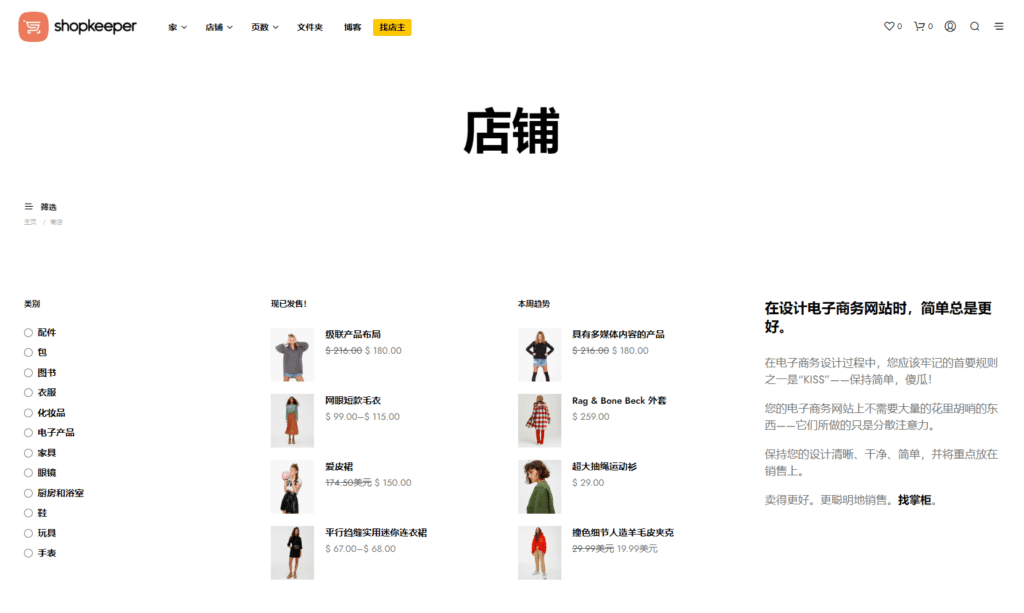 shopkeeper 家 店铺 页数 文件夹 博客 找店主 0 0
店铺
筛选
主页 / 商店
类别
配件
包
图书
衣服
化妆品
电子产品
家具
眼镜
厨房和浴室
鞋
玩具
手表
现已发售！
级联产品布局
$ 216.00 $ 180.00
网眼短款毛衣
$ 99.00–$ 115.00
爱皮裙
174.50美元 $ 150.00
平行绉缝实用迷你连衣裙
$ 67.00–$ 68.00
本周趋势
具有多媒体内容的产品
$ 216.00 $ 180.00
Rag & Bone Beck 外套
$ 259.00
超大抽绳运动衫
$ 29.00
撞色细节人造羊毛皮夹克
29.99美元 19.99美元
在设计电子商务网站时，简单总是更
好。
在电子商务设计过程中，您应该牢记的首要规则
之一是“KISS”——保持简单，傻瓜！
您的电子商务网站上不需要大量的花里胡哨的东
西——它们所做的只是分散注意力。
保持您的设计清晰、干净、简单，并将重点放在
销售上。
卖得更好。更聪明地销售。找掌柜。